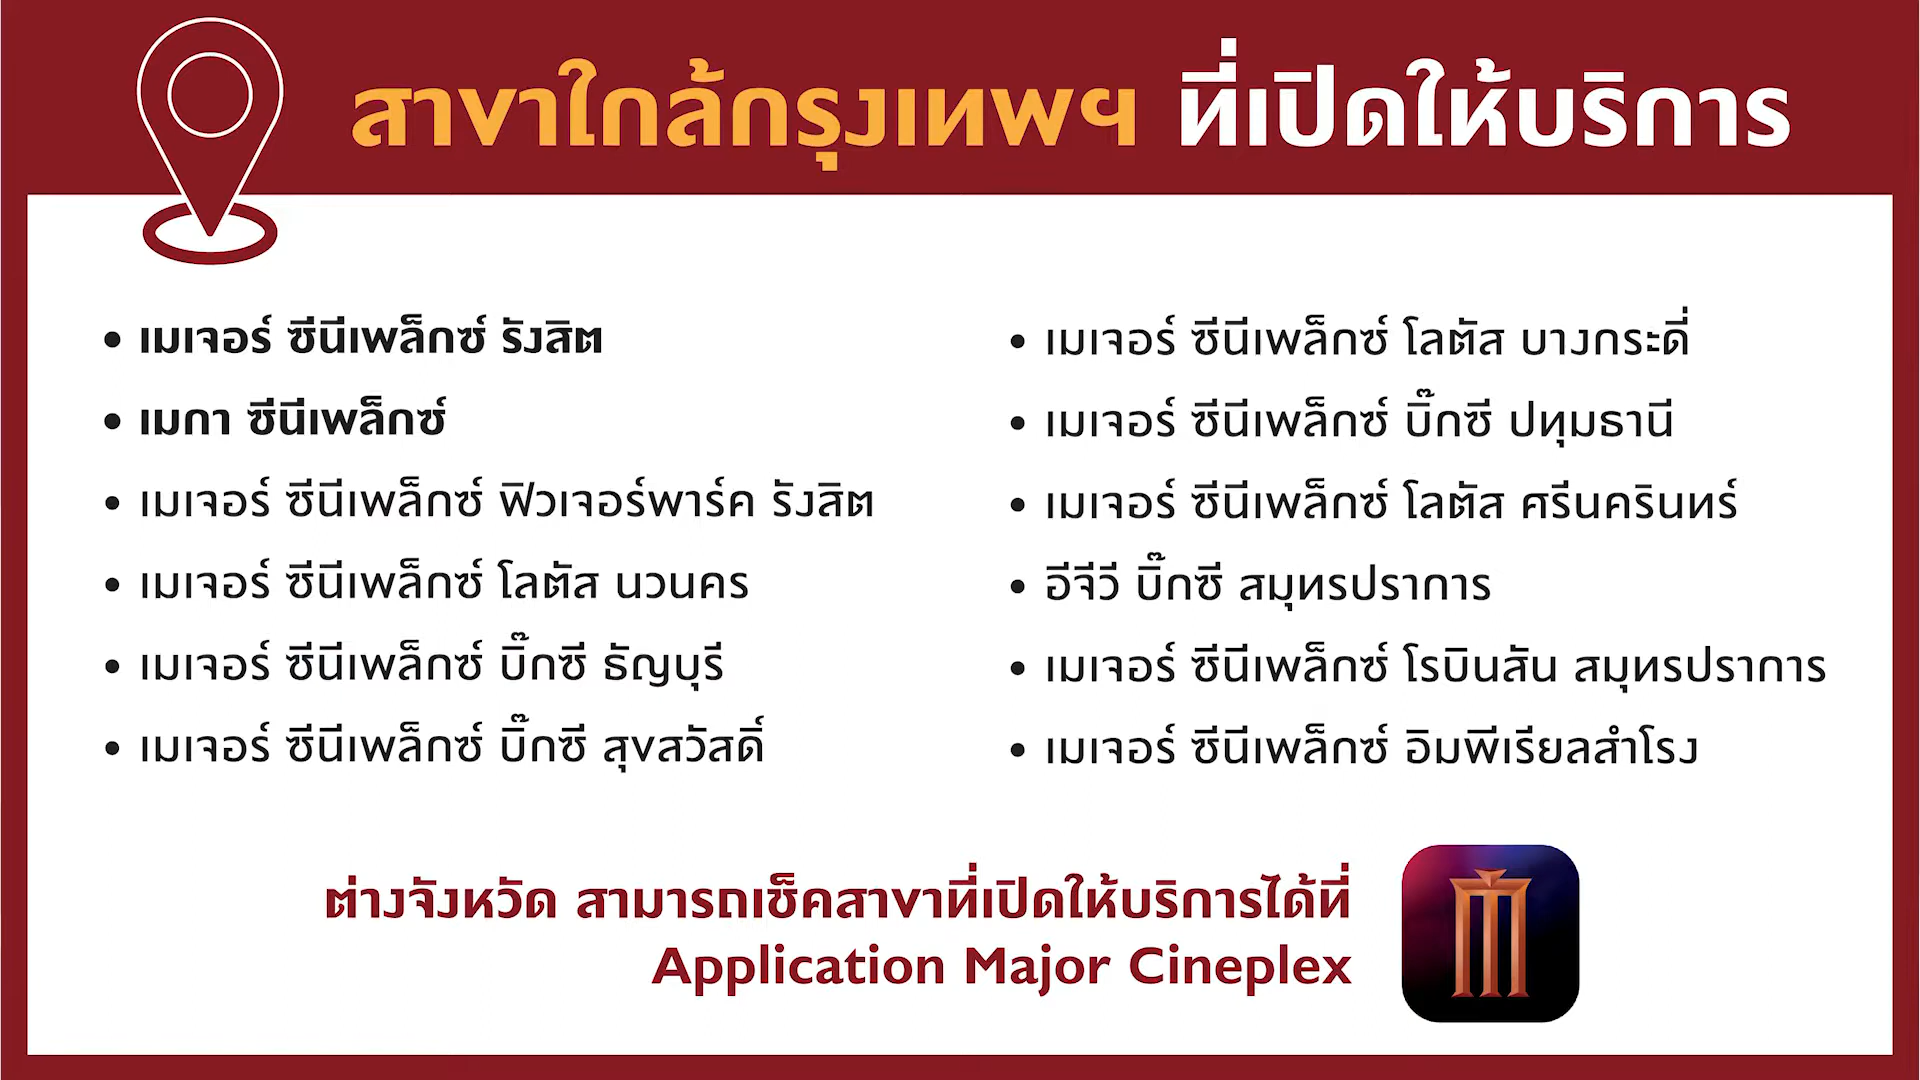 สาขาใกล้กรุงเทพฯ ที่เปิดให้บริการ
• เมเจอร์ ซีนีเพล็กซ์ รังสิต
• เมกา ซีนีเพล็กซ์
• เมเจอร์ ซีนีเพล็กซ์ ฟิวเจอร์พาร์ค รังสิต
• เมเจอร์ ซีนีเพล็กซ์ โลตัส นวนคร
• เมเจอร์ ซีนีเพล็กซ์ บิ๊กซี ธัญบุรี
• เมเจอร์ ซีนีเพล็กซ์ บิ๊กซี สุขสวัสดิ์
• เมเจอร์ ซีนีเพล็กซ์ โลตัส บางกระดี่
• เมเจอร์ ซีนีเพล็กซ์ บิ๊กซี ปทุมธานี
• เมเจอร์ ซีนีเพล็กซ์ โลตัส ศรีนครินทร์
• อีจีวี บิ๊กซี สมุทรปราการ
• เมเจอร์ ซีนีเพล็กซ์ โรบินสัน สมุทรปราการ
• เมเจอร์ ซีนีเพล็กซ์ อิมพีเรียลสำโรง
ต่างจังหวัด สามารถเช็คสาขาที่เปิดให้บริการได้ที่
Application Major Cineplex